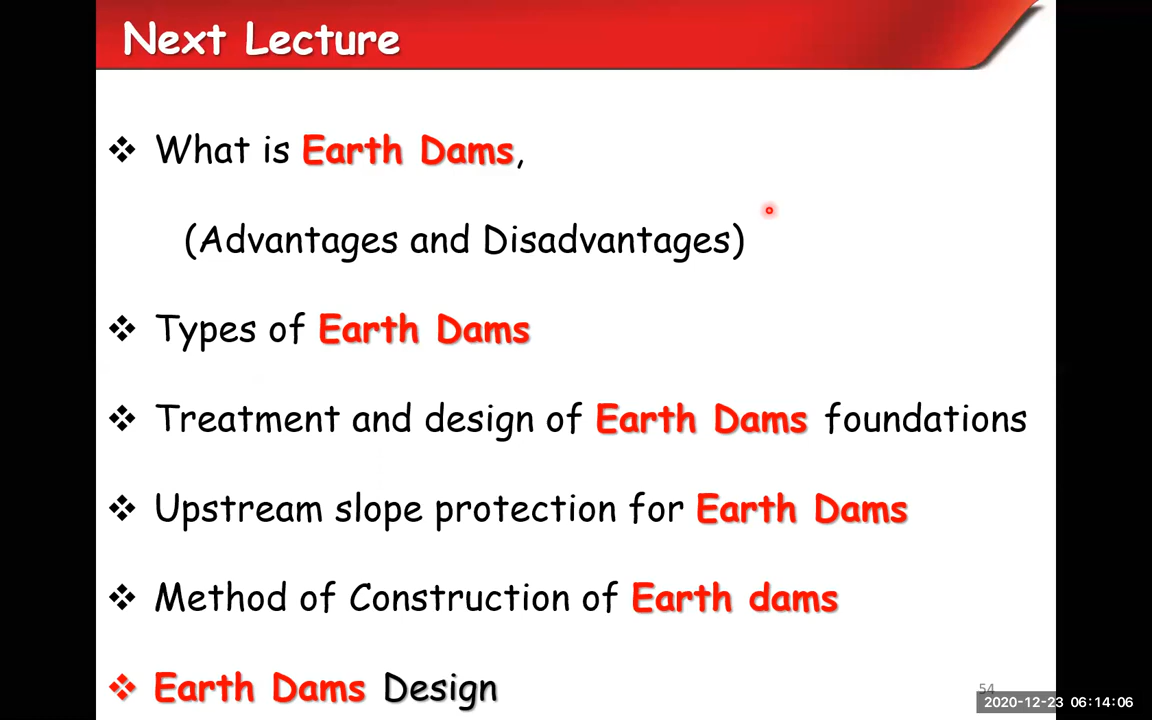 Next Lecture
❖ What is Earth Dams,
(Advantages and Disadvantages)
❖ Types of Earth Dams
❖ Treatment and design of Earth Dams foundations
❖ Upstream slope protection for Earth Dams
❖ Method of Construction of Earth dams
❖ Earth Dams Design
54
2020-12-23 06:14:06